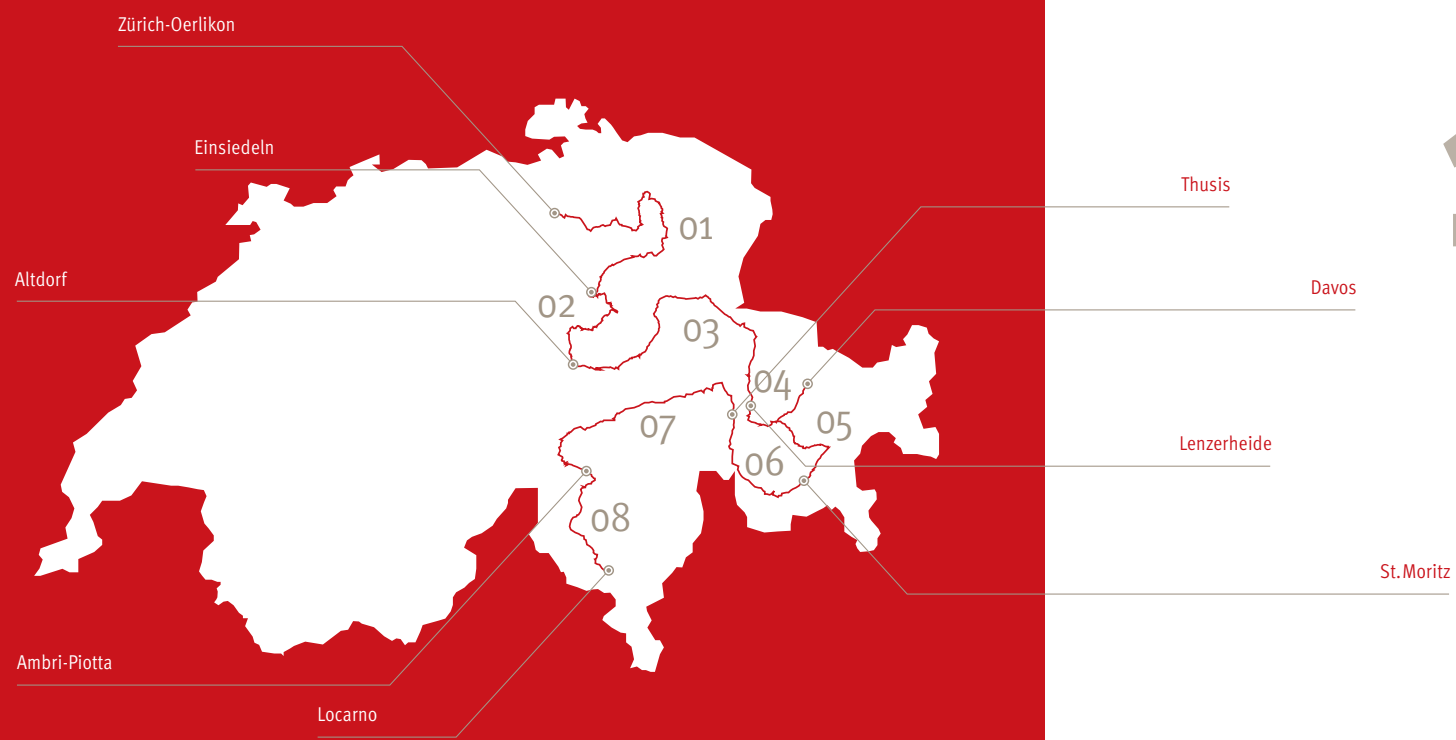 Zürich-Oerlikon
Einsiedeln
Thusis
01
Altdorf
Davos
02
03
04
05
07
Lenzerheide
06
08
St. Moritz
Ambri-Piotta
Locarno